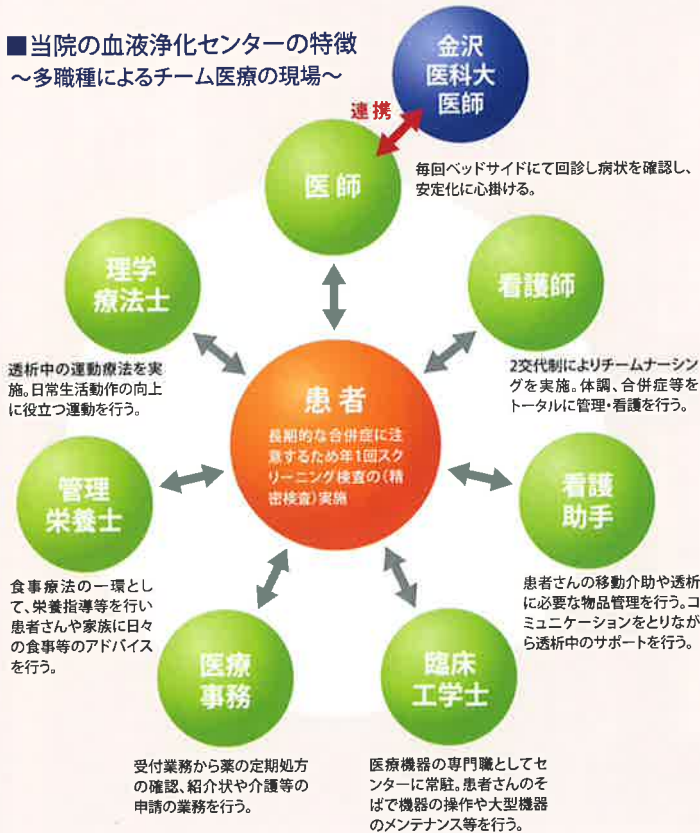 ■当院の血液浄化センターの特徴
～多職種によるチーム医療の現場～
金沢
医科大
医師
連携
医師
毎回ベッドサイドにて回診し病状を確認し、
安定化に心掛ける。
理学
療法士
透析中の運動療法を実
施。日常生活動作の向上
に役立つ運動を行う。
看護師
2交代制によりチームナーシン
グを実施。体調、合併症等を
トータルに管理・看護を行う。
患者
長期的な合併症に注
意するため年1回スク
リーニング検査の(精
密検査)実施
管理
栄養士
食事療法の一環とし
て、栄養指導等を行い
患者さんや家族に日々
の食事等のアドバイス
を行う。
看護
助手
患者さんの移動介助や透析
に必要な物品管理を行う。コ
ミュニケーションをとりなが
ら透析中のサポートを行う。
医療
事務
受付業務から薬の定期処方
の確認、紹介状や介護等の
申請の業務を行う。
臨床
工学士
医療機器の専門職としてセ
ンターに常駐。患者さんのそ
ばで機器の操作や大型機器
のメンテナンス等を行う。